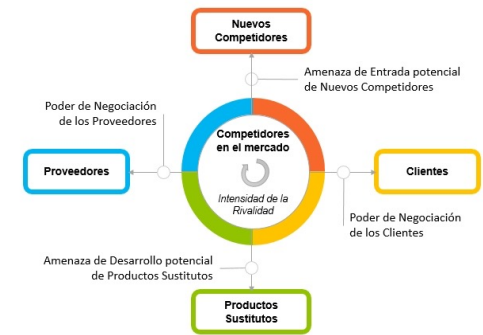 Nuevos
Competidores
Amenaza de Entrada potencial
de Nuevos Competidores
Poder de Negociación
de los Proveedores
Competidores
en el mercado
Proveedores
Clientes
Intensidad de la
Rivalidad
Poder de Negociación
de los Clientes
Amenaza de Desarrollo potencial
de Productos Sustitutos
Productos
Sustitutos